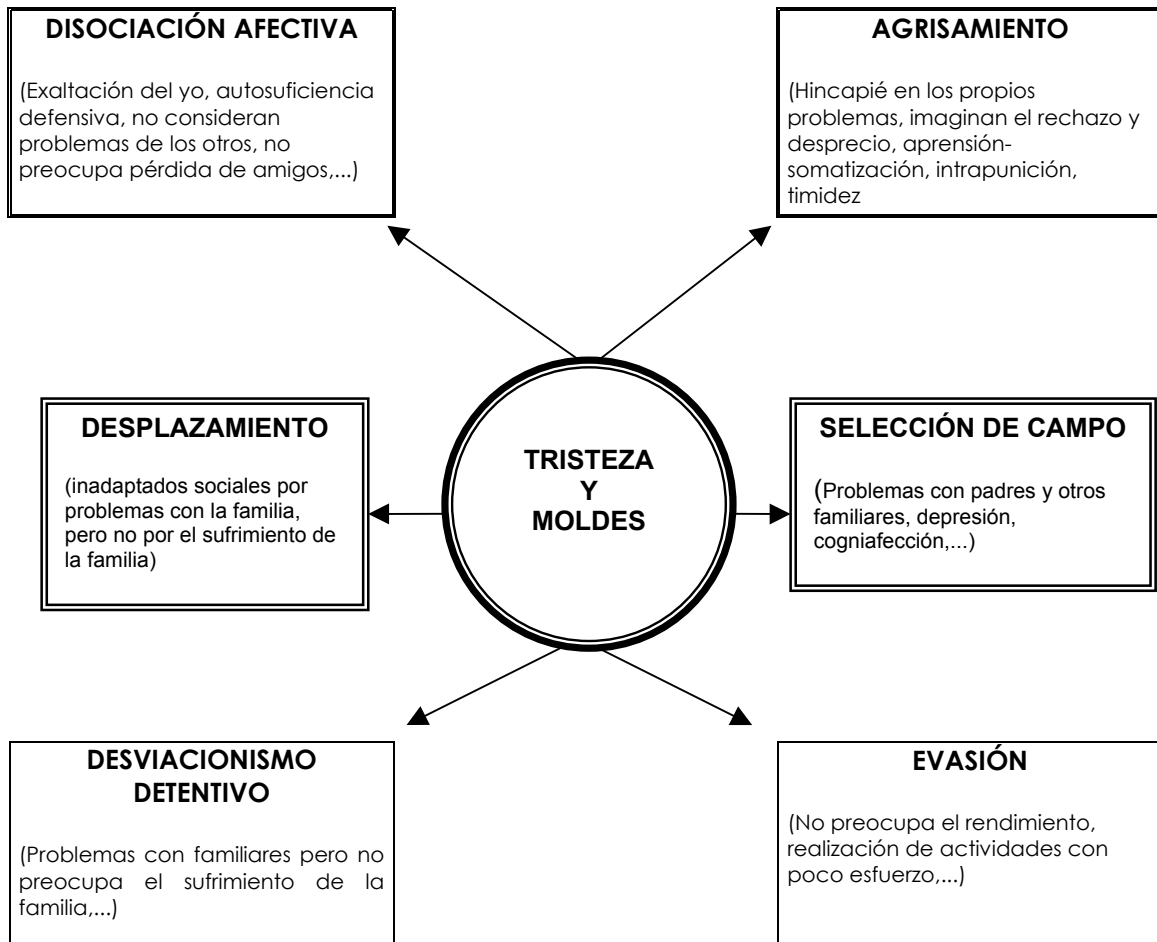 DISOCIACIÓN AFECTIVA
(Exaltación del yo, autosuficiencia
defensiva, no consideran
problemas de los otros, no
preocupa pérdida de amigos,...)
AGRISAMIENTO
(Hincapié en los propios
problemas, imaginan el rechazo y
desprecio, aprensión-
somatización, intrapunición,
timidez
DESPLAZAMIENTO
(inadaptados sociales por
problemas con la familia,
pero no por el sufrimiento de
la familia)
TRISTEZA
Y
MOLDES
SELECCIÓN DE CAMPO
(Problemas con padres y otros
familiares, depresión,
cogniafección,...)
DESVIACIONISMO
DETENTIVO
(Problemas con familiares pero no
preocupa el sufrimiento de la
familia,...)
EVASIÓN
(No preocupa el rendimiento,
realización de actividades con
poco esfuerzo,...)